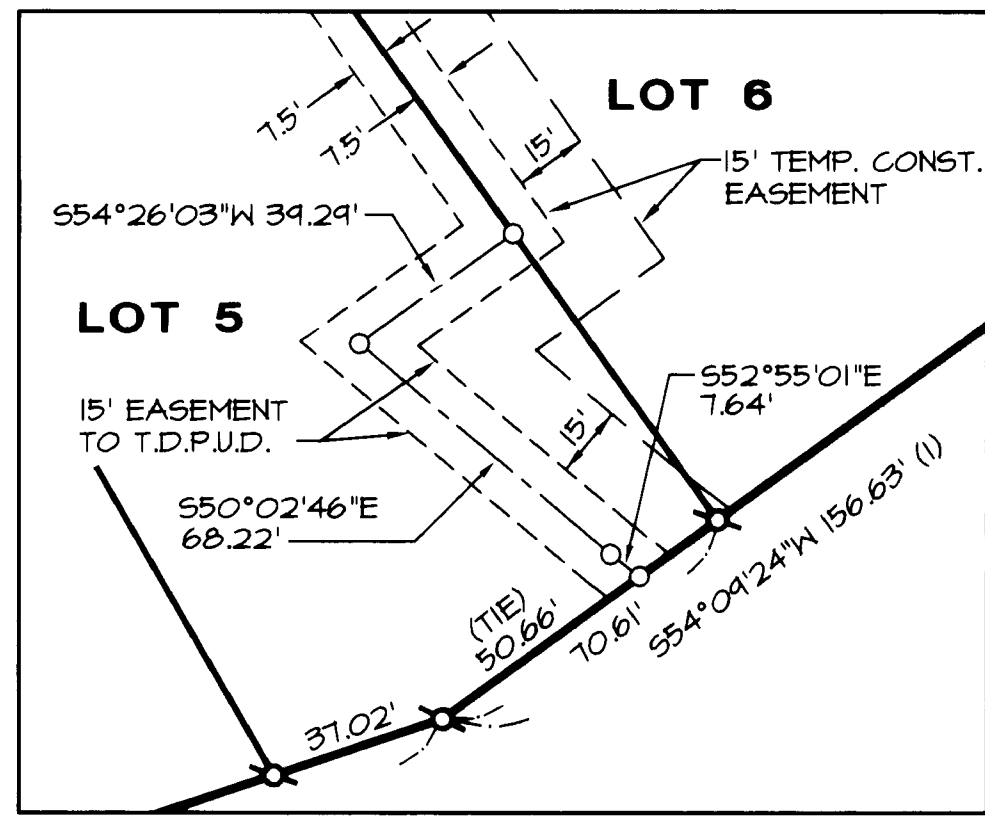 LOT 6
7.5'
7.5'
15'
15' TEMP. CONST.
EASEMENT
S54°26'03"W 39.29'
LOT 5
S52°55'01"E
7.64'
15' EASEMENT
TO T.D.P.U.D.
15'
S50°02'46"E
68.22'
(TIE)
50.66'
70.61'
S54°09'24"W 156.63' (1)
37.02'